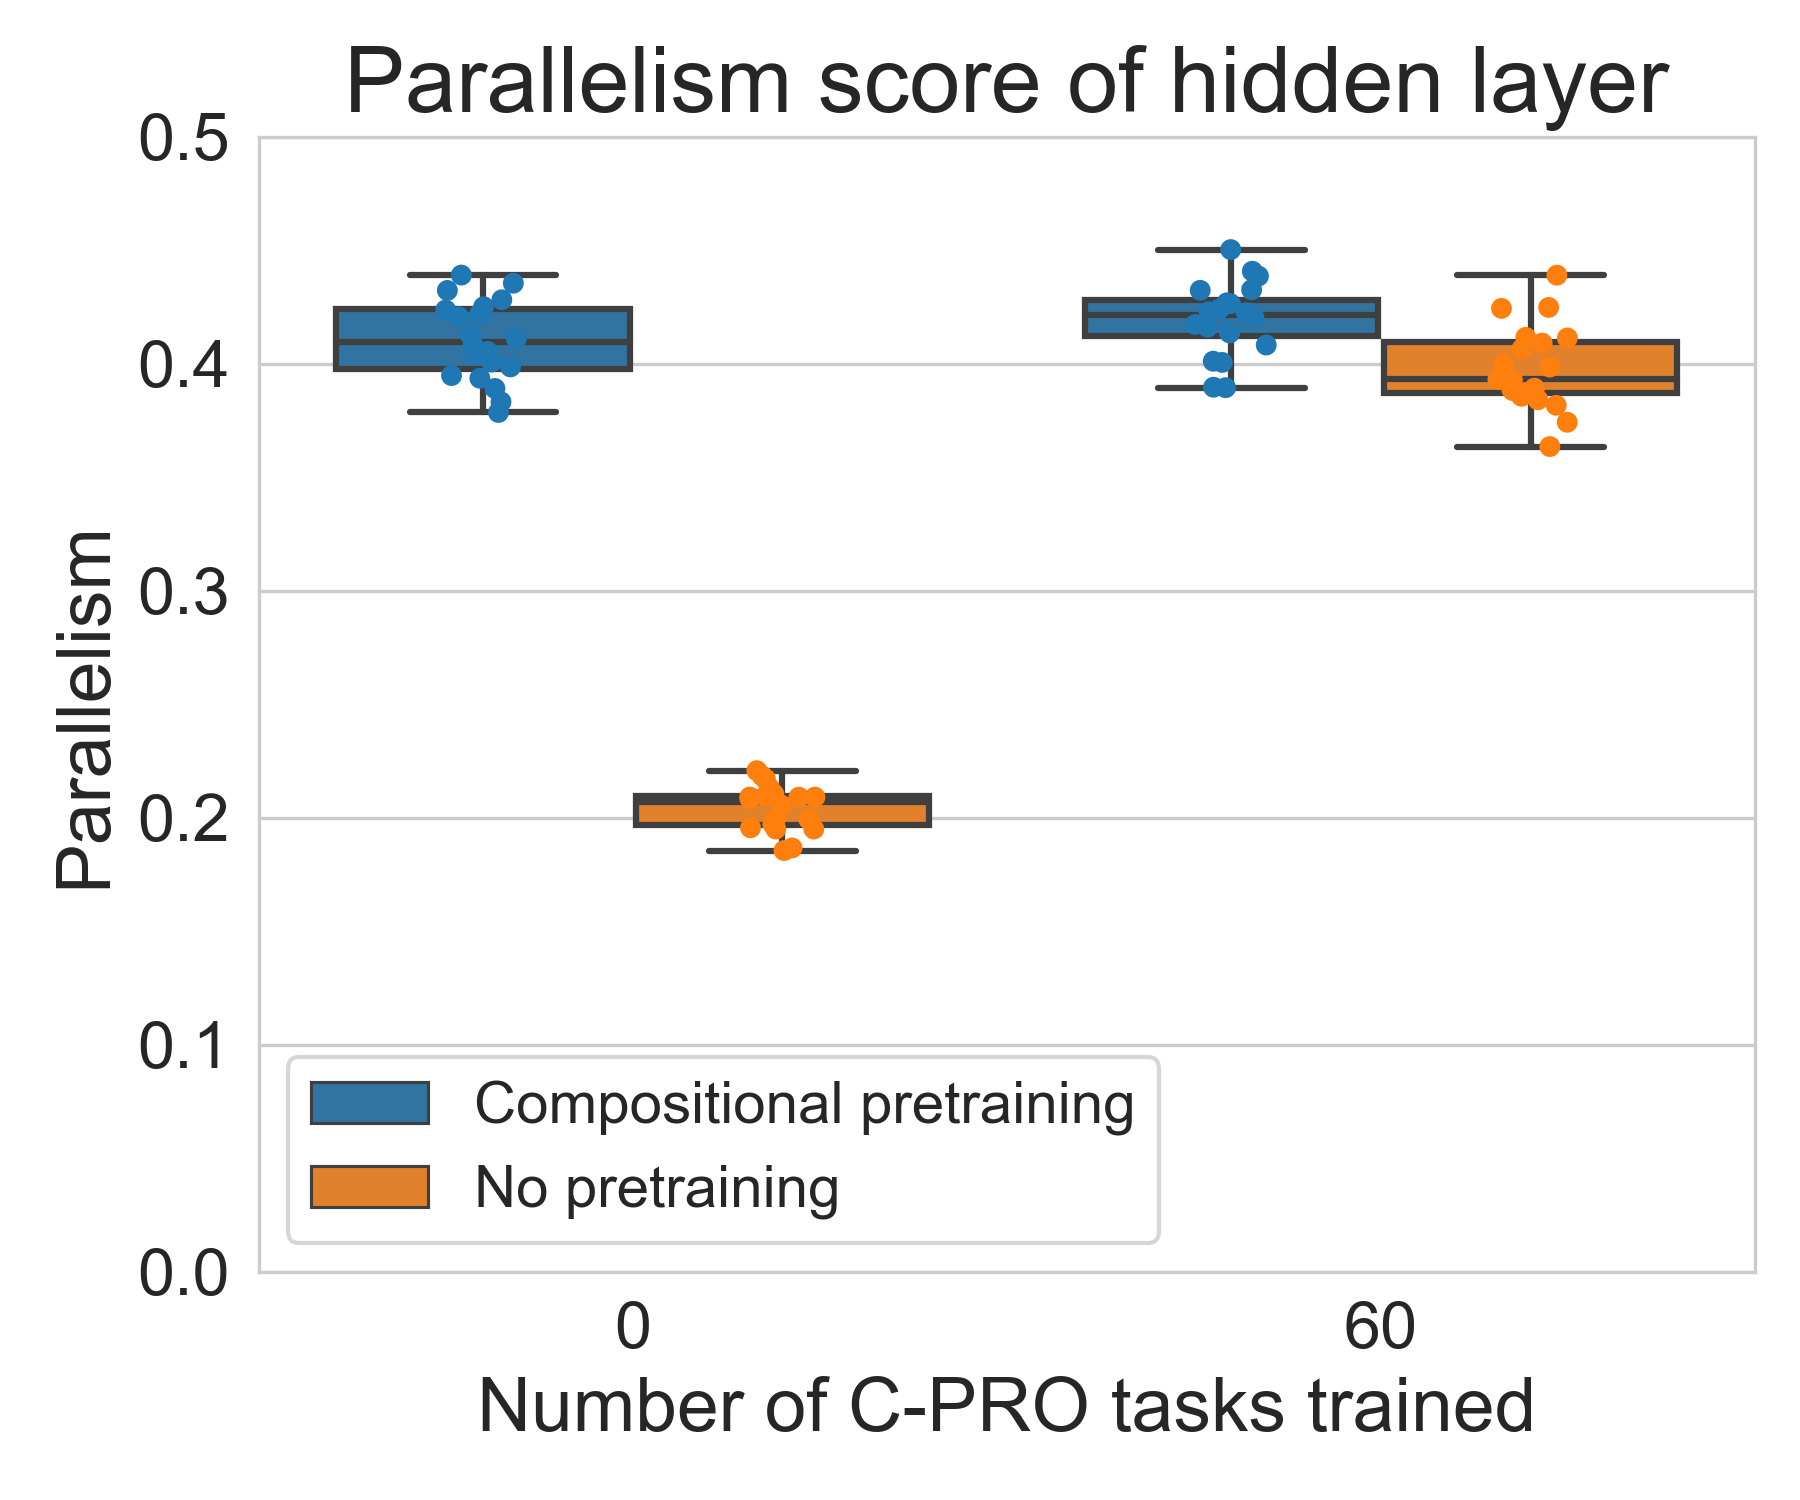 Parallelism score of hidden layer
0.5
0.4
0.3
0.2
0.1
0.0
Parallelism
Compositional pretraining
No pretraining
0 60
Number of C-PRO tasks trained